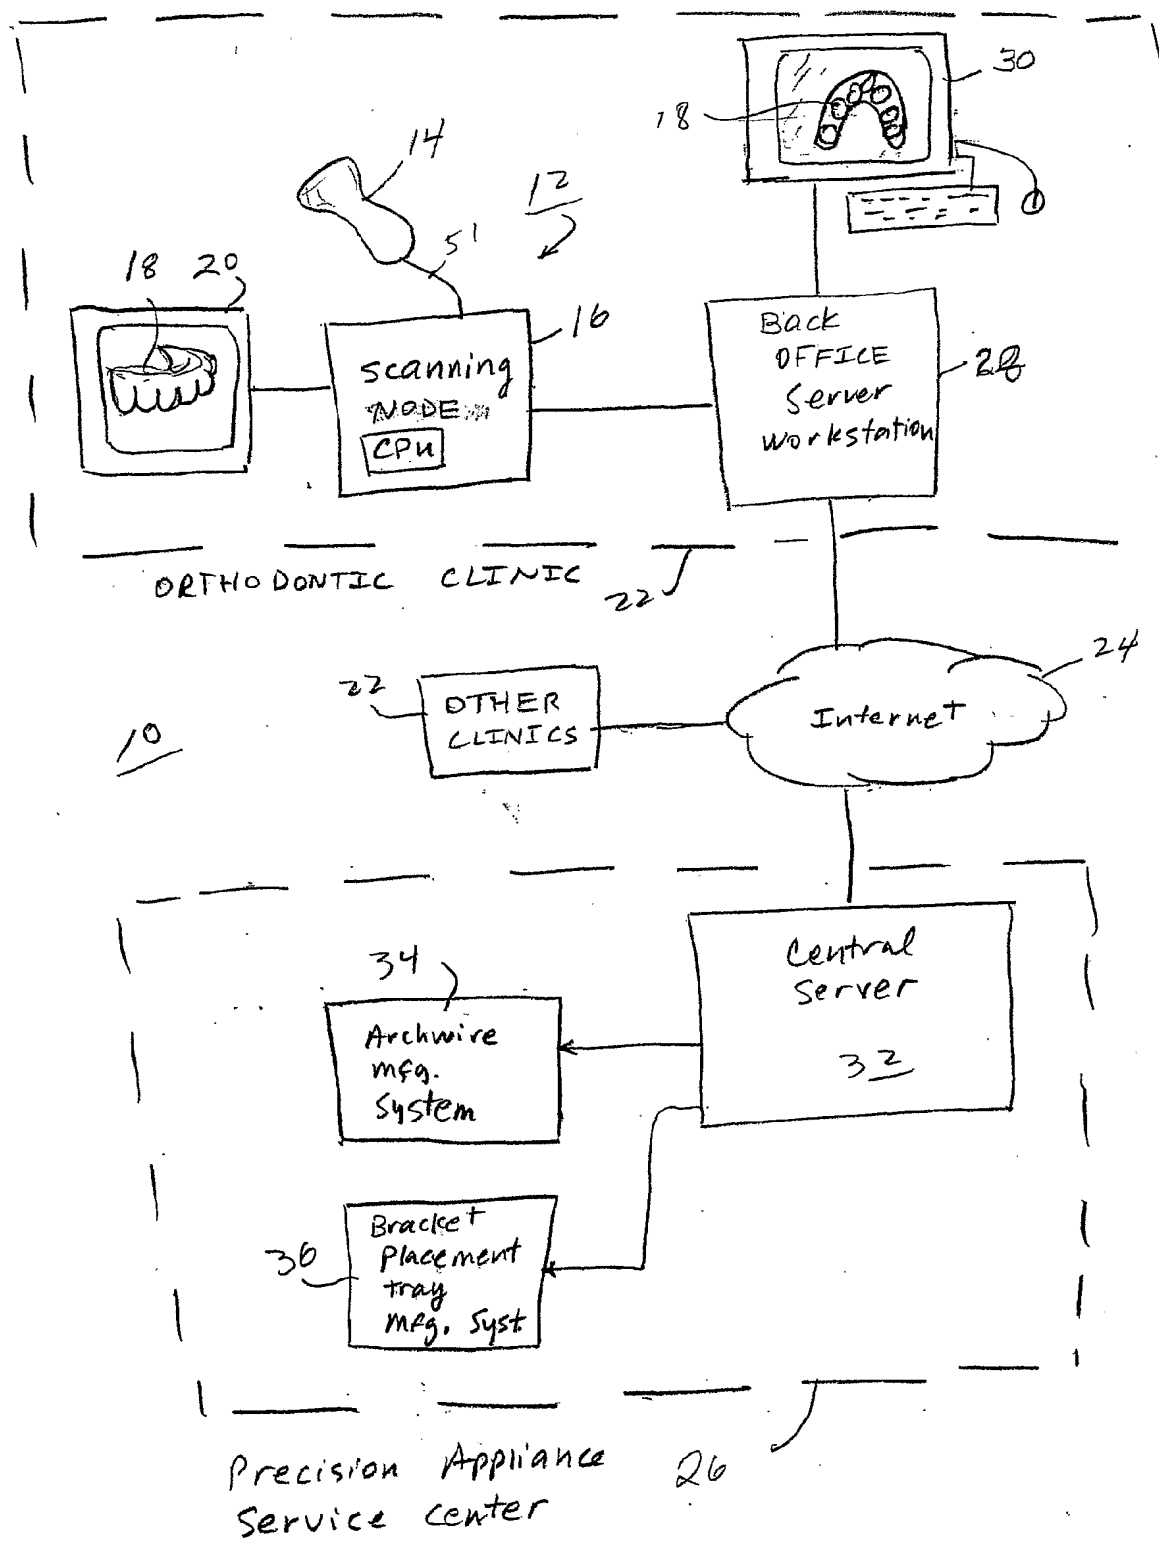 30
18
14
12
51
18 20
16
Scanning
NODE
CPU
Back
OFFICE
Server
Workstation
28
ORTHODONTIC CLINIC
22
24
22
OTHER
CLINICS
Internet
10
Central
Server
32
34
Archwire
mfg.
System
36
Bracket
Placement
tray
mfg. Syst.
Precision Appliance
Service Center
26